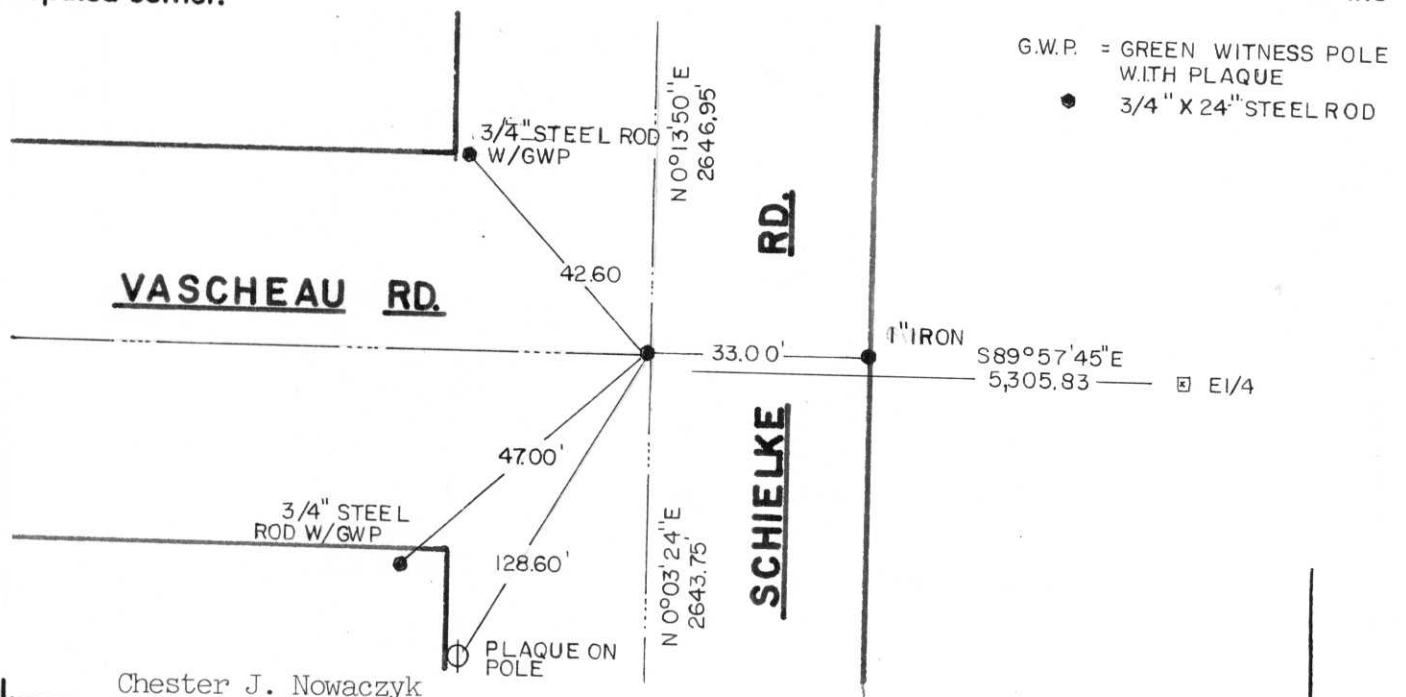 corner.
G.W.P. = GREEN WITNESS POLE
WITH PLAQUE
3/4" X 24" STEEL ROD
3/4" STEEL ROD
W/GWP
N 0°13'50"E
2646.95'
RD.
42.60
VASCHEAU RD.
1" IRON
33.00'
S89°57'45"E
5,305.83
E1/4
47.00'
SCHIELKE
3/4" STEEL
ROD W/GWP
128.60'
N 0°03'24"E
2643.75'
PLAQUE ON
POLE
Chester J. Nowaczyk